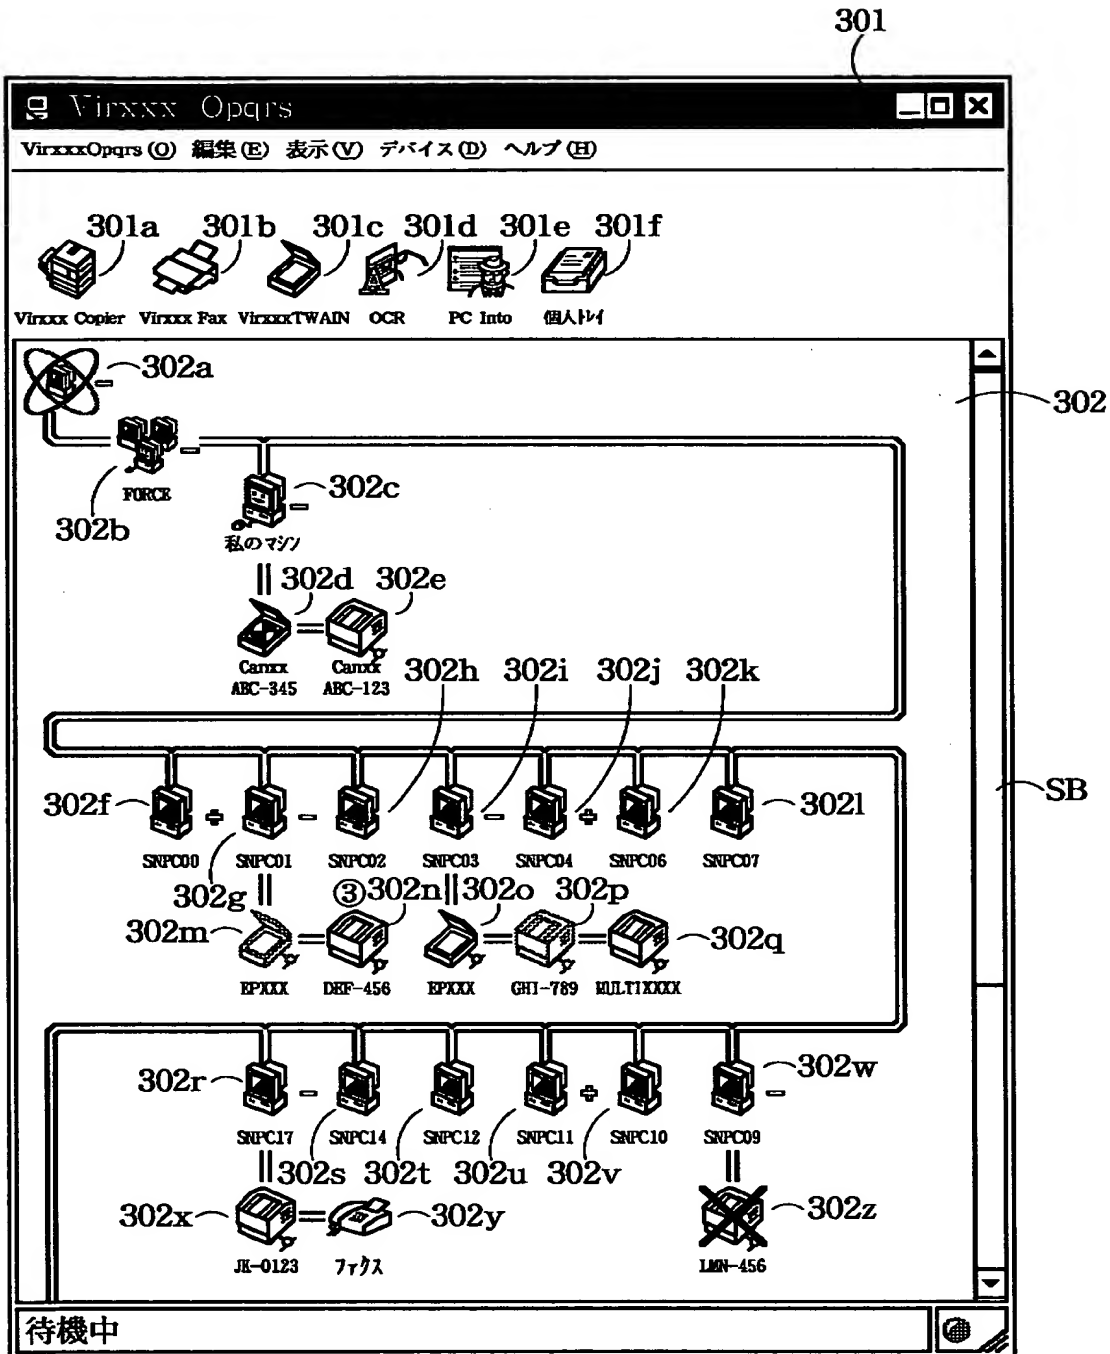 301
Virxxx Opqrs
VirxxxOpqrs(O) 編集(E) 表示(V) デバイス(D) ヘルプ(H)
301a 301b 301c 301d 301e 301f
Virxxx Copier Virxxx Fax VirxxxTWAIN OCR PC Into 個人トレイ
302a
302
FORCE
302b
302c
私のマシン
302d 302e
Canxx ABC-345
Canxx ABC-123
302h 302i 302j 302k
302f
302l
SB
SNPC00 SNPC01 SNPC02 SNPC03 SNPC04 SNPC06 SNPC07
302g ③302n 302o 302p
302m
302q
EPXXX DEF-456 EPXXX GHI-789 MULTIXXXX
302r
302w
SNPC17 SNPC14 SNPC12 SNPC11 SNPC10 SNPC09
302s 302t 302u 302v
302x 302y 302z
JK-0123 ファクス LMN-456
待機中